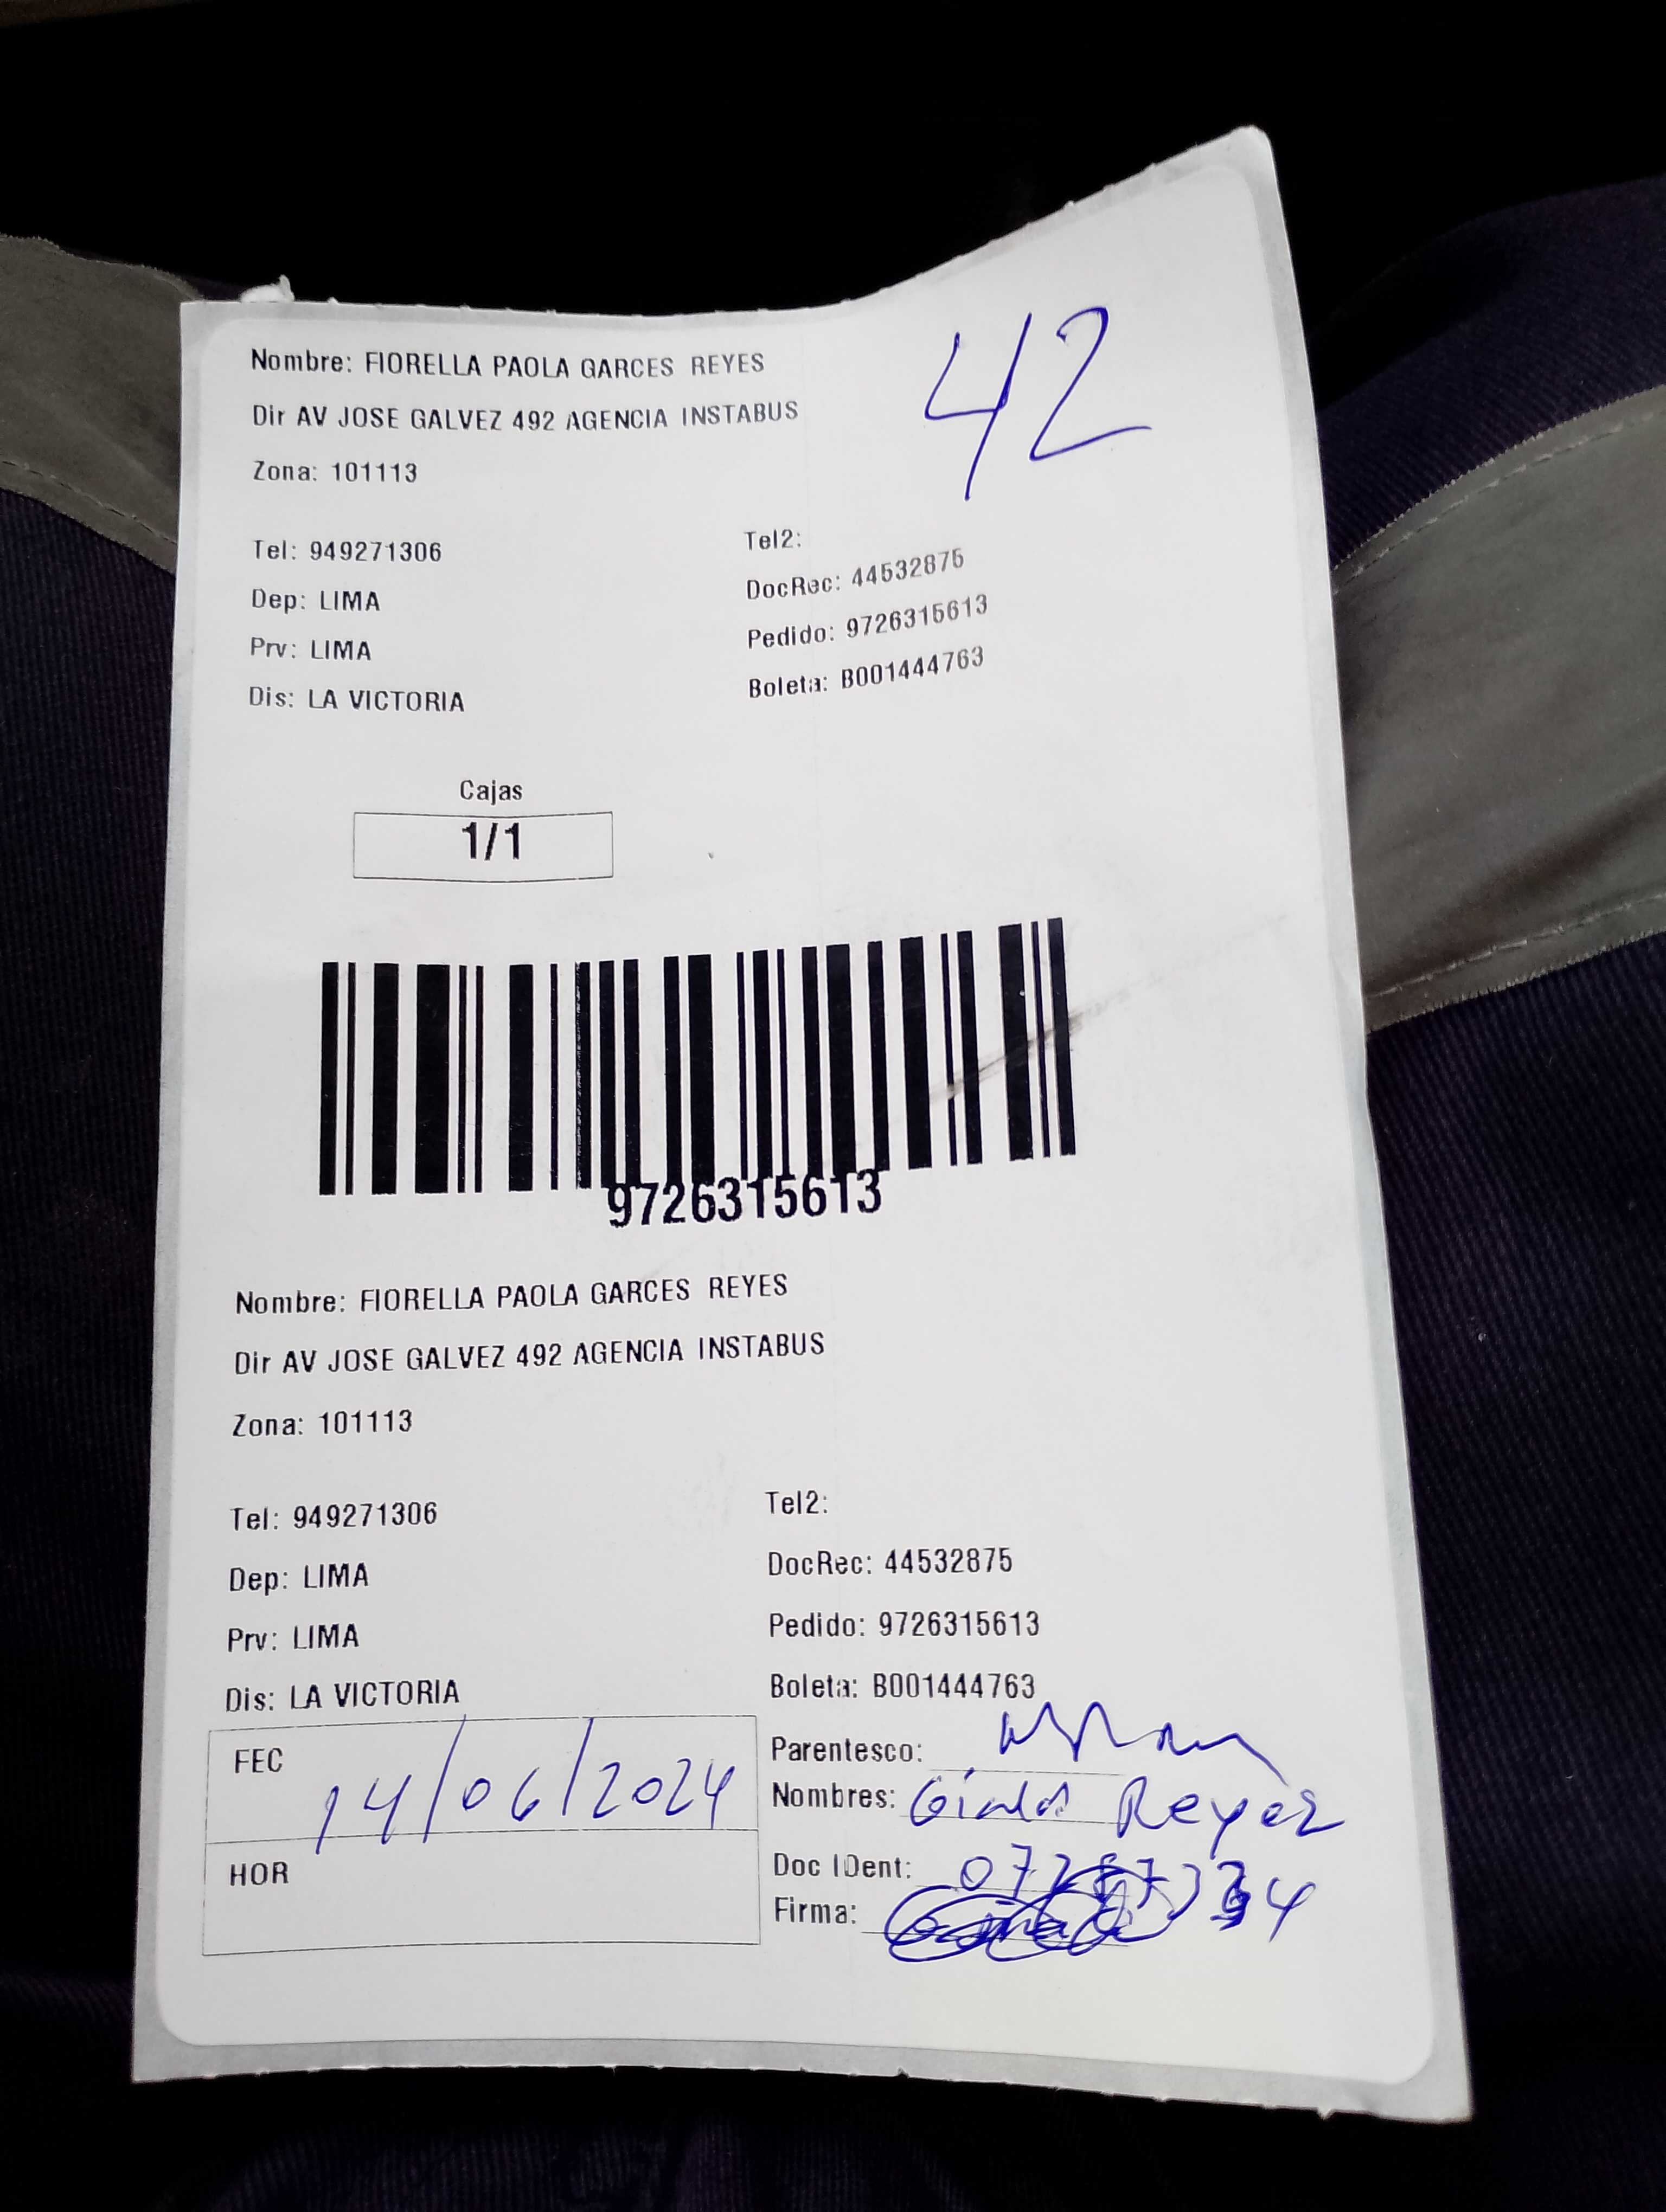 Nombre: FIORELLA PAOLA GARCES REYES
42
Dir AV JOSE GALVEZ 492 AGENCIA INSTABUS
Zona: 101113
Tel: 949271306
Tel2:
Dep: LIMA
DocRec: 44532875
Prv: LIMA
Pedido: 9726315613
Dis: LA VICTORIA
Boleta: B001444763
Cajas
1/1
9726315613
Nombre: FIORELLA PAOLA GARCES REYES
Dir AV JOSE GALVEZ 492 AGENCIA INSTABUS
Zona: 101113
Tel: 949271306
Tel2:
Dep: LIMA
DocRec: 44532875
Prv: LIMA
Pedido: 9726315613
Dis: LA VICTORIA
Boleta: B001444763
FEC 14/06/2024
HOR
Parentesco:
Nombres: Reyes
Doc IDent:
Firma: